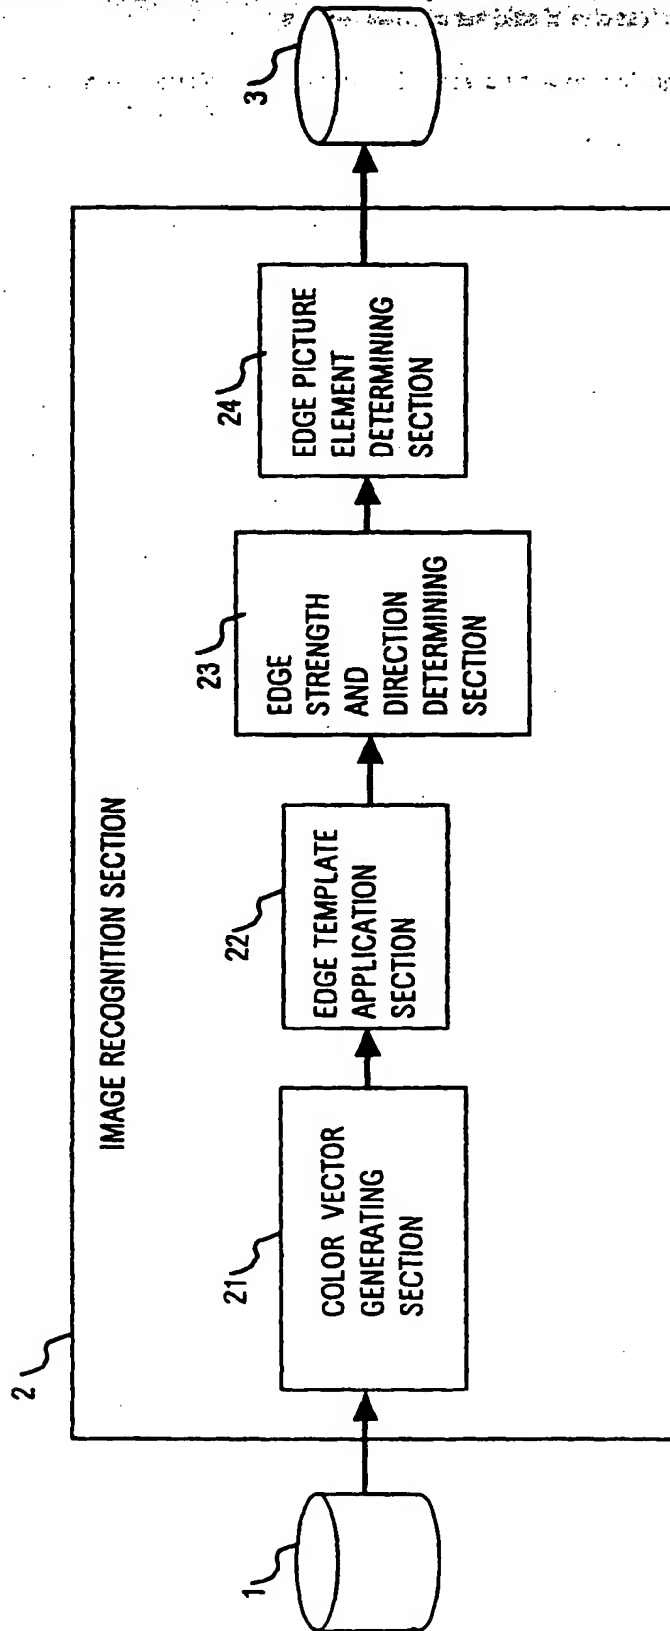 2
IMAGE RECOGNITION SECTION
1
21
COLOR VECTOR
GENERATING
SECTION
22
EDGE TEMPLATE
APPLICATION
SECTION
23
EDGE
STRENGTH
AND
DIRECTION
DETERMINING
SECTION
24
EDGE PICTURE
ELEMENT
DETERMINING
SECTION
3